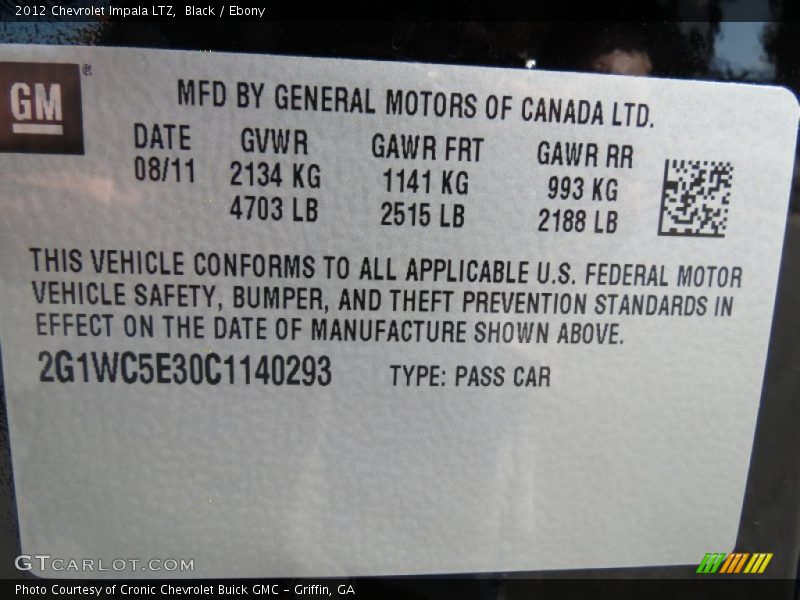 2012 Chevrolet Impala LTZ, Black / Ebony
GM ®
MFD BY GENERAL MOTORS OF CANADA LTD.
DATE GVWR GAWR FRT GAWR RR
08/11 2134 KG 1141 KG 993 KG
4703 LB 2515 LB 2188 LB
THIS VEHICLE CONFORMS TO ALL APPLICABLE U.S. FEDERAL MOTOR
VEHICLE SAFETY, BUMPER, AND THEFT PREVENTION STANDARDS IN
EFFECT ON THE DATE OF MANUFACTURE SHOWN ABOVE.
2G1WC5E30C1140293 TYPE: PASS CAR
GTCARLOT.COM
Photo Courtesy of Cronic Chevrolet Buick GMC - Griffin, GA